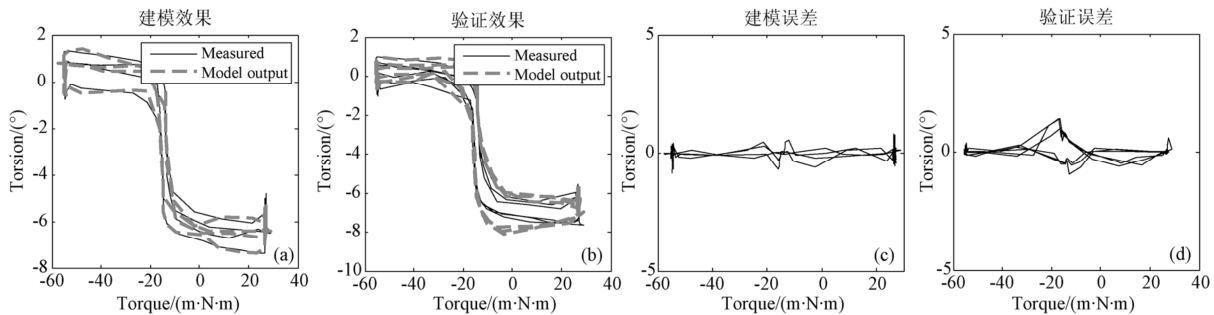 建模效果
2
0
-2
-4
-6
-8
-60
-40
-20
0
20
40
Torsion/(°)
Torque/(m·N·m)
Measured
Model output
(a)
验证效果
2
0
-2
-4
-6
-8
-10
-60
-40
-20
0
20
40
Torsion/(°)
Torque/(m·N·m)
Measured
Model output
(b)
建模误差
5
0
-5
-60
-40
-20
0
20
Torsion/(°)
Torque/(m·N·m)
(c)
验证误差
5
0
-5
-60
-40
-20
0
20
40
Torsion/(°)
Torque/(m·N·m)
(d)